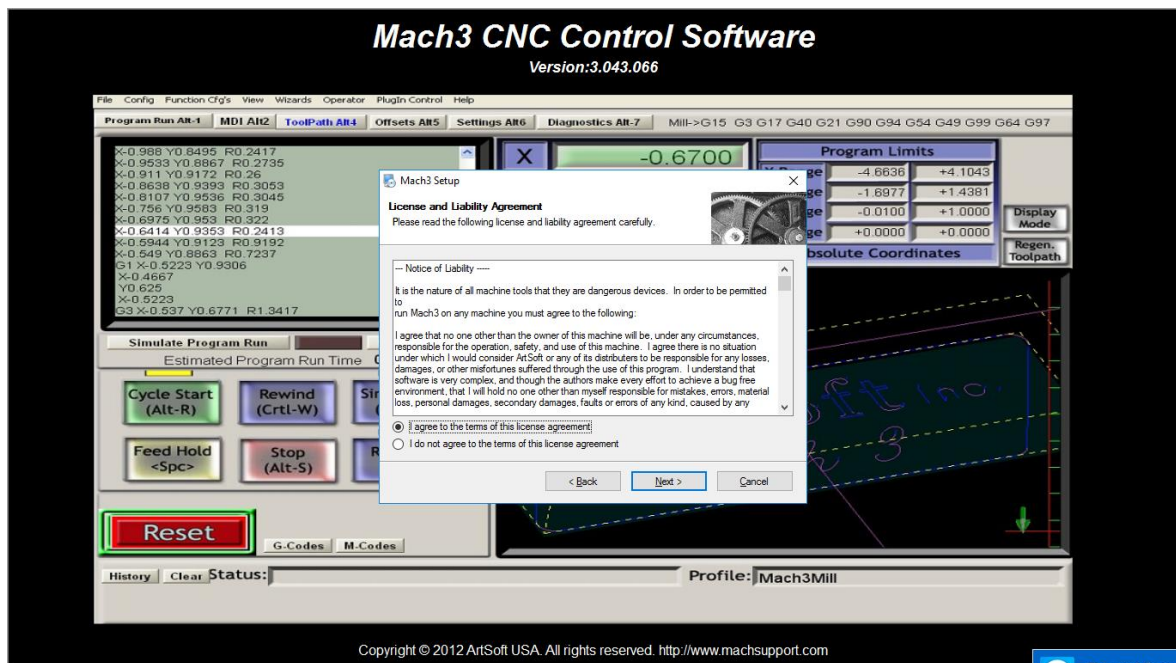 Mach3 CNC Control Software
Version:3.043.066
File Config Function Cfg's View Wizards Operator PlugIn Control Help
Program Run Alt-1 MDI Alt2 ToolPath Alt4 Offsets Alt5 Settings Alt6 Diagnostics Alt-7 Mill->G15 G3 G17 G40 G21 G90 G94 G54 G49 G99 G64 G97
X-0.988 Y0.8495 R0.2417
X-0.9533 Y0.8867 R0.2735
X-0.911 Y0.9172 R0.26
X-0.8638 Y0.9393 R0.3053
X-0.8107 Y0.9536 R0.3045
X-0.756 Y0.9583 R0.319
X-0.6975 Y0.953 R0.322
X-0.6414 Y0.9353 R0.2413
X-0.5944 Y0.9123 R0.9192
X-0.549 Y0.8863 R0.7237
G1 X-0.5223 Y0.9306
X-0.4667
Y0.625
X-0.5223
G3 X-0.537 Y0.6771 R1.3417
X -0.6700
Program Limits
-4.6636 +4.1043
-1.6977 +1.4381
-0.0100 +1.0000
+0.0000 +0.0000
Display
Mode
Regen.
Toolpath
Mach3 Setup
License and Liability Agreement
Please read the following license and liability agreement carefully.
--- Notice of Liability -----
It is the nature of all machine tools that they are dangerous devices. In order to be permitted
to
run Mach3 on any machine you must agree to the following:
I agree that no one other than the owner of this machine will be, under any circumstances,
responsible for the operation, safety, and use of this machine. I agree there is no situation
under which I would consider ArtSoft or any of its distributers to be responsible for any losses,
damages, or other misfortunes suffered through the use of this program. I understand that
software is very complex, and though the authors make every effort to achieve a bug free
environment, that I will hold no one other than myself responsible for mistakes, errors, material
loss, personal damages, secondary damages, faults or errors of any kind, caused by any
I agree to the terms of this license agreement
I do not agree to the terms of this license agreement
< Back Next > Cancel
Simulate Program Run
Estimated Program Run Time
Cycle Start
(Alt-R)
Rewind
(Crtl-W)
Feed Hold
<Spc>
Stop
(Alt-S)
Reset
G-Codes M-Codes
Coordinates
Inc.
3
History Clear Status:
Profile: Mach3Mill
Copyright © 2012 ArtSoft USA. All rights reserved. http://www.machsupport.com